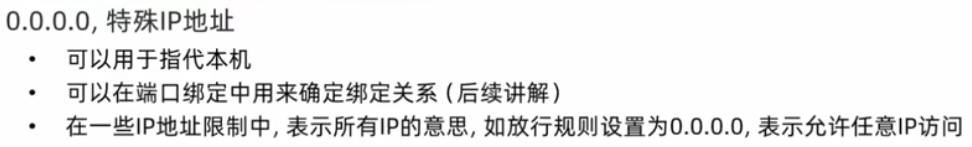 0.0.0.0, 特殊IP地址
• 可以用于指代本机
• 可以在端口绑定中用来确定绑定关系（后续讲解）
• 在一些IP地址限制中, 表示所有IP的意思, 如放行规则设置为0.0.0.0, 表示允许任意IP访问